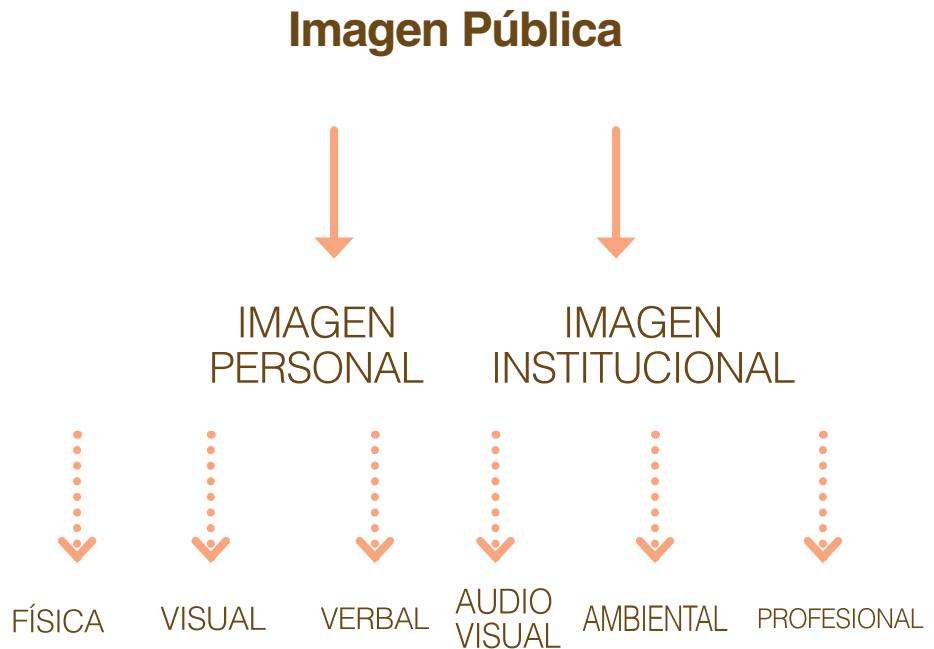 Imagen Pública
IMAGEN
PERSONAL
IMAGEN
INSTITUCIONAL
FÍSICA
VISUAL
VERBAL
AUDIO
VISUAL
AMBIENTAL
PROFESIONAL